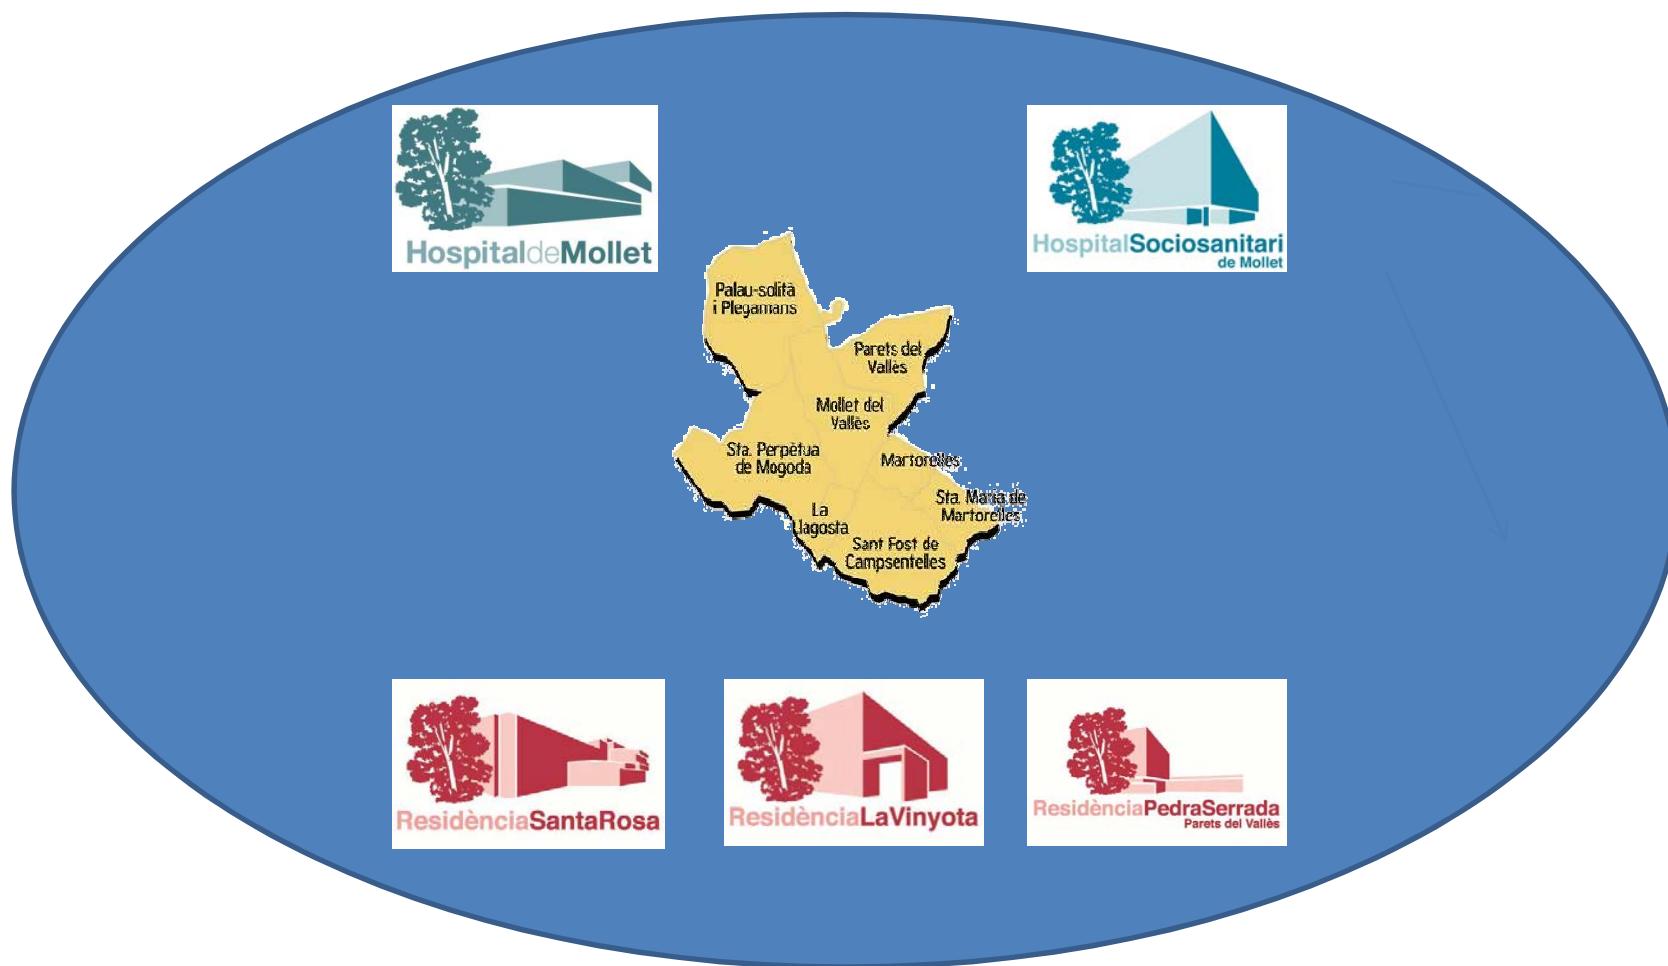 HospitaldeMollet
HospitalSociosanitari
de Mollet
Palau-solità
i Plegamans
Parets del
Vallès
Mollet del
Vallès
Sta. Perpètua
de Mogoda
Martorelles
Sta. Maria de
Martorelles
La
Llagosta
Sant Fost de
Campsentelles
ResidènciaSantaRosa
ResidènciaLaVinyota
ResidènciaPedraSerrada
Parets del Vallès